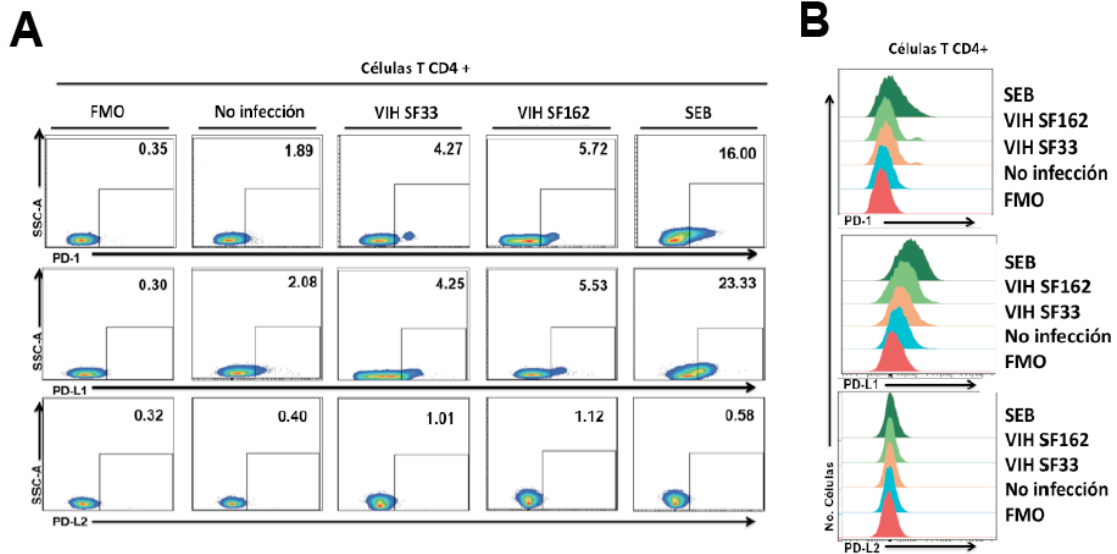 A
Células T CD4 +
FMO No infección VIH SF33 VIH SF162 SEB
SSC-A 0.35 1.89 4.27 5.72 16.00
PD-1
SSC-A 0.30 2.08 4.25 5.53 23.33
PD-L1
SSC-A 0.32 0.40 1.01 1.12 0.58
PD-L2
B
Células T CD4+
SEB
VIH SF162
VIH SF33
No infección
FMO
PD-1
SEB
VIH SF162
VIH SF33
No infección
FMO
PD-L1
SEB
VIH SF162
VIH SF33
No infección
FMO
PD-L2
No. Células